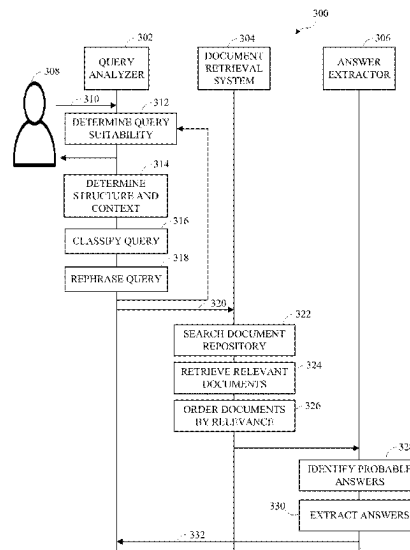 300
302
304
306
QUERY
ANALYZER
DOCUMENT
RETRIEVAL
SYSTEM
ANSWER
EXTRACTOR
308
310
312
DETERMINE QUERY
SUITABILITY
314
DETERMINE
STRUCTURE AND
CONTEXT
316
CLASSIFY QUERY
318
REPHRASE QUERY
320
322
SEARCH DOCUMENT
REPOSITORY
324
RETRIEVE RELEVANT
DOCUMENTS
326
ORDER DOCUMENTS
BY RELEVANCE
328
IDENTIFY PROBABLE
ANSWERS
330
EXTRACT ANSWERS
332